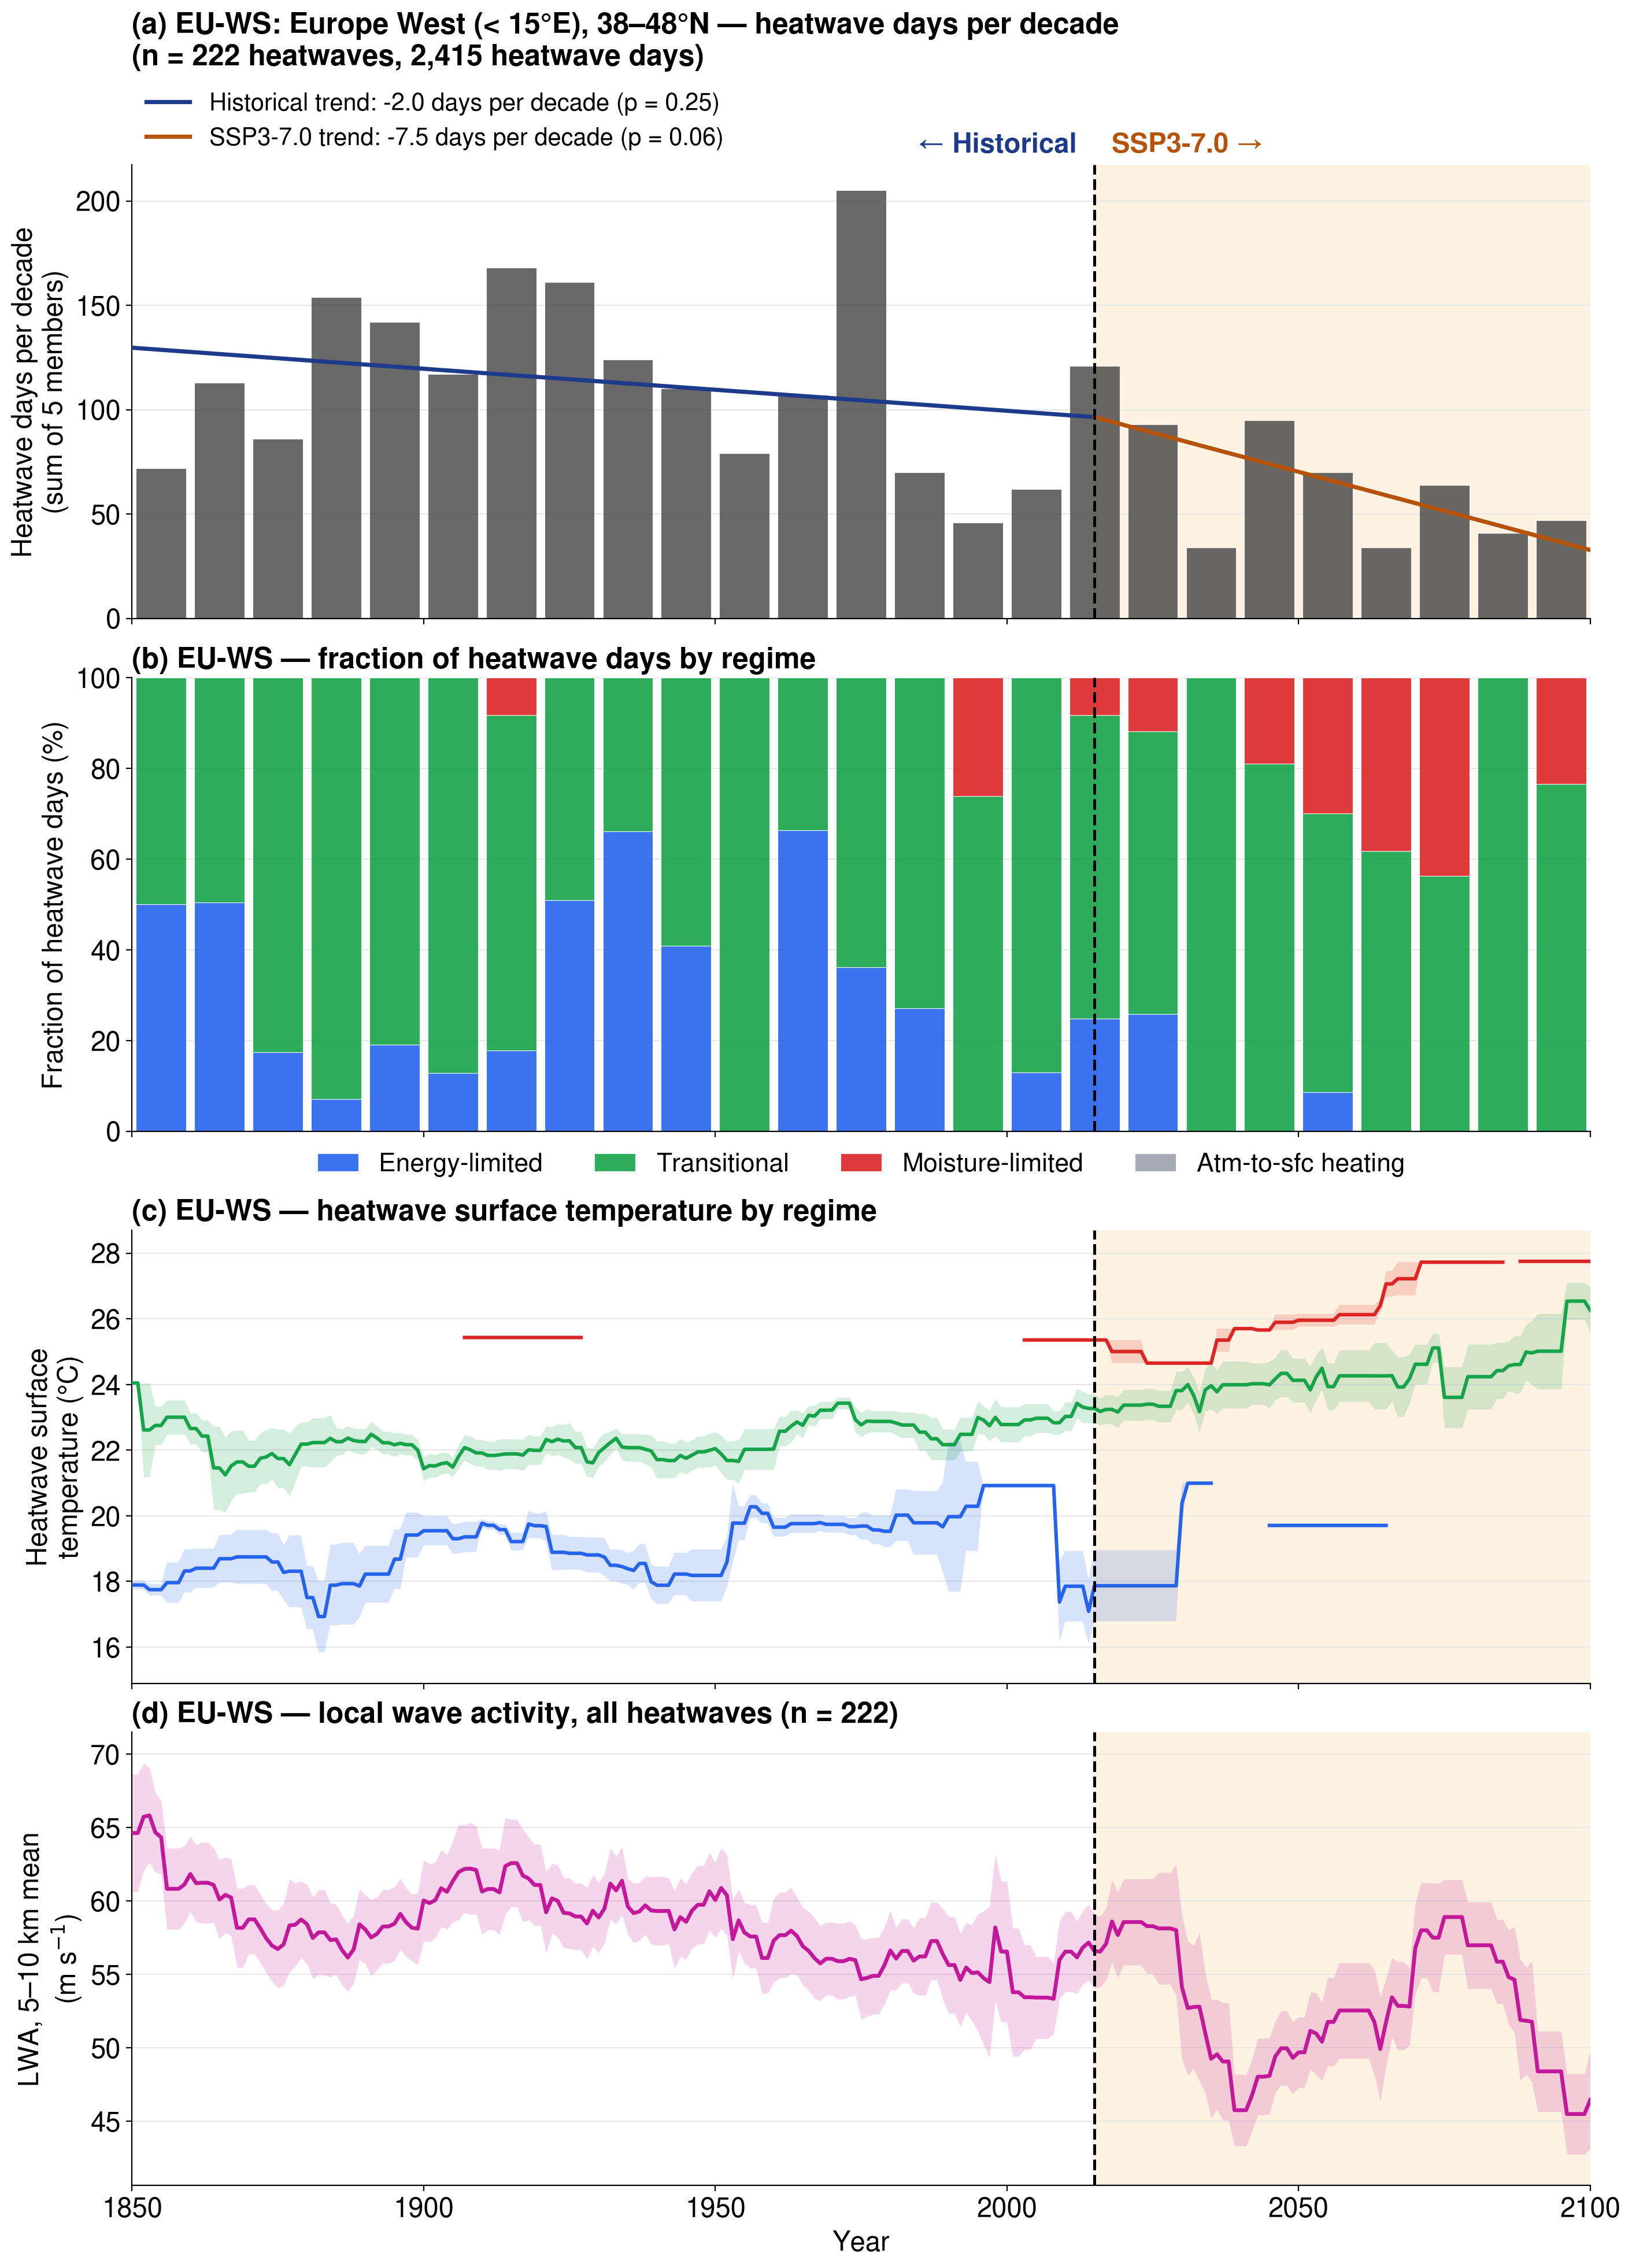 (a) EU-WS: Europe West (< 15°E), 38–48°N — heatwave days per decade
(n = 222 heatwaves, 2,415 heatwave days)
Historical trend: -2.0 days per decade (p = 0.25)
SSP3-7.0 trend: -7.5 days per decade (p = 0.06)
← Historical
SSP3-7.0 →
Heatwave days per decade
(sum of 5 members)
200
150
100
50
0
(b) EU-WS — fraction of heatwave days by regime
Fraction of heatwave days (%)
100
80
60
40
20
0
Energy-limited
Transitional
Moisture-limited
Atm-to-sfc heating
(c) EU-WS — heatwave surface temperature by regime
Heatwave surface
temperature (°C)
28
26
24
22
20
18
16
(d) EU-WS — local wave activity, all heatwaves (n = 222)
LWA, 5–10 km mean
(m s⁻¹)
70
65
60
55
50
45
1850
1900
1950
2000
2050
2100
Year